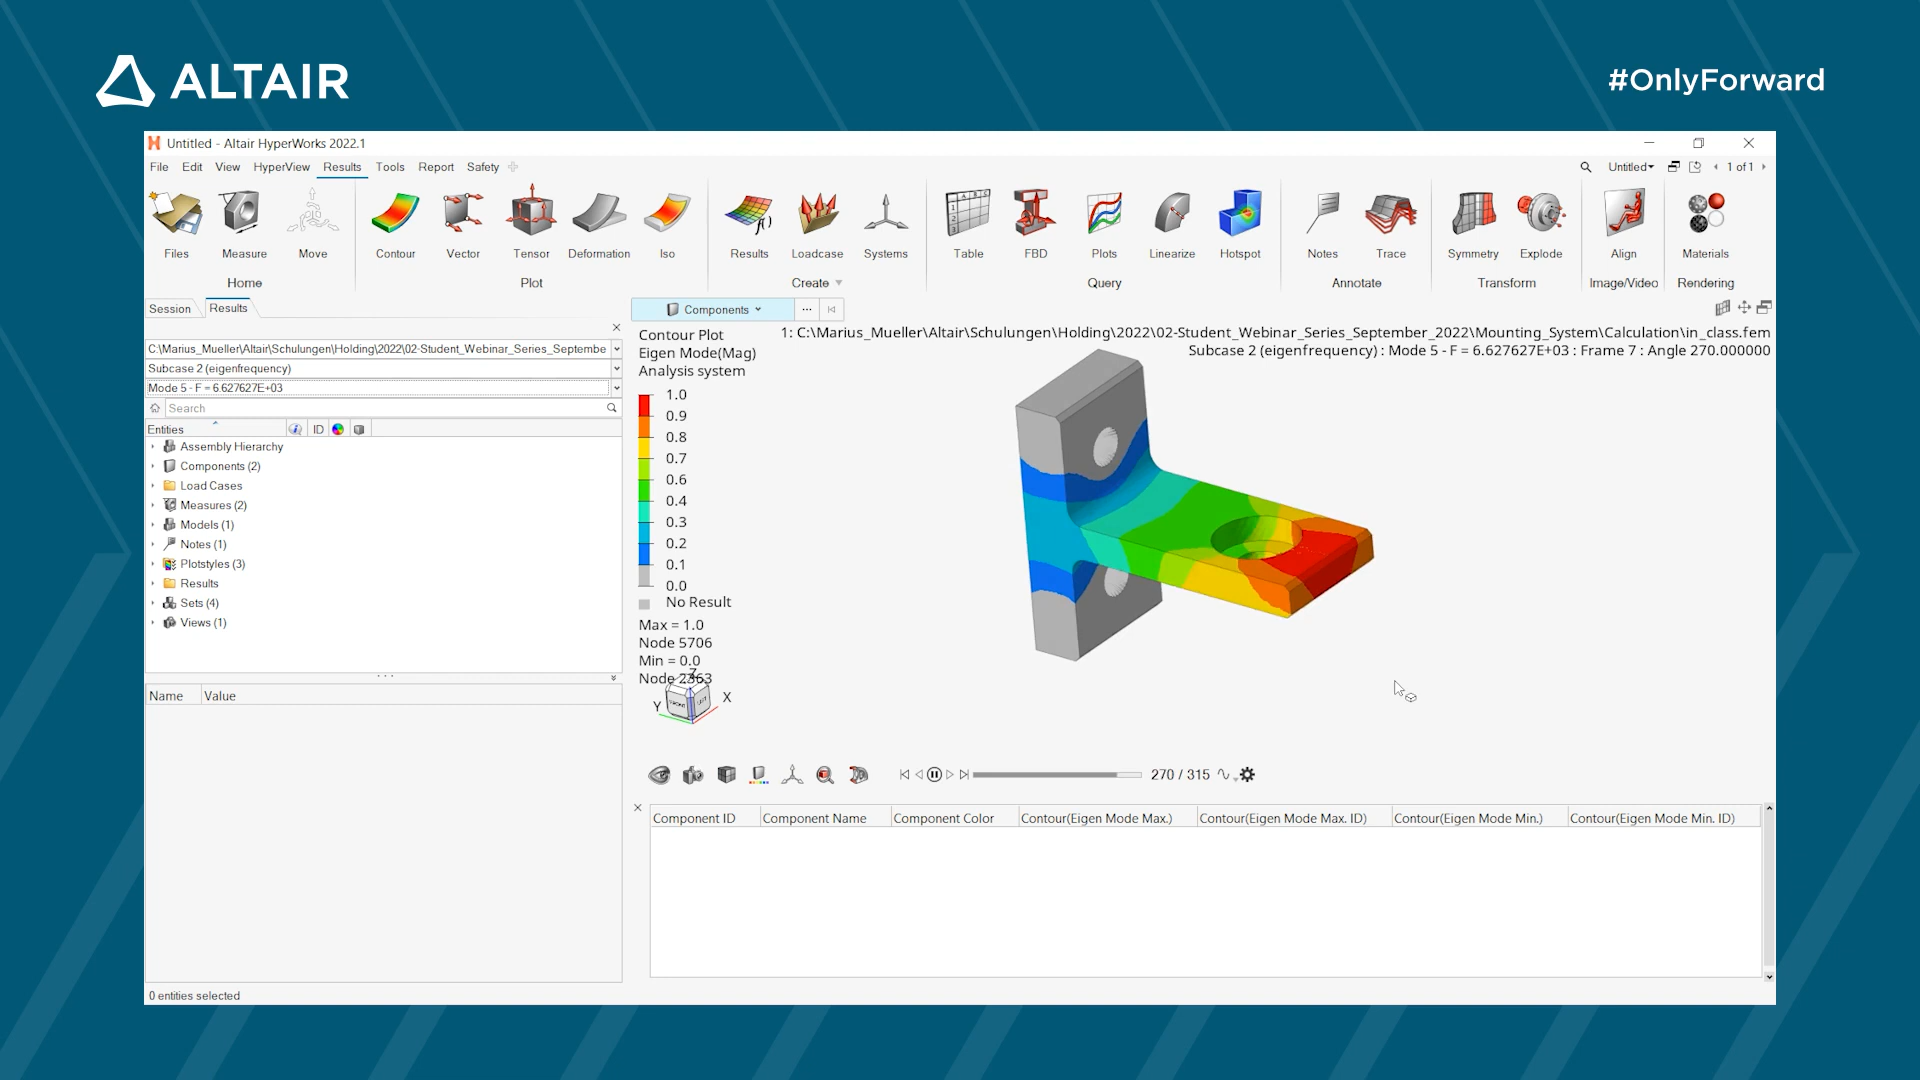 ALTAIR
#OnlyForward
Untitled - Altair HyperWorks 2022.1
File Edit View HyperView Results Tools Report Safety
Untitled 1 of 1
Files Measure Move Contour Vector Tensor Deformation Iso Results Loadcase Systems Table FBD Plots Linearize Hotspot Notes Trace Symmetry Explode Align Materials
Home Plot Create Query Annotate Transform Image/Video Rendering
Session Results
Components
C:\Marius_Mueller\Altair\Schulungen\Holding\2022\02-Student_Webinar_Series_Septembe
Subcase 2 (eigenfrequency)
Mode 5 - F = 6.627627E+03
Search
Entities ID
Assembly Hierarchy
Components (2)
Load Cases
Measures (2)
Models (1)
Notes (1)
Plotstyles (3)
Results
Sets (4)
Views (1)
Name Value
0 entities selected
Contour Plot
Eigen Mode(Mag)
Analysis system
1.0
0.9
0.8
0.7
0.6
0.4
0.3
0.2
0.1
0.0
No Result
Max = 1.0
Node 5706
Min = 0.0
Node 2363
Z
Y
X
1: C:\Marius_Mueller\Altair\Schulungen\Holding\2022\02-Student_Webinar_Series_September_2022\Mounting_System\Calculation\in_class.fem
Subcase 2 (eigenfrequency) : Mode 5 - F = 6.627627E+03 : Frame 7 : Angle 270.000000
270 / 315
Component ID Component Name Component Color Contour(Eigen Mode Max.) Contour(Eigen Mode Max. ID) Contour(Eigen Mode Min.) Contour(Eigen Mode Min. ID)